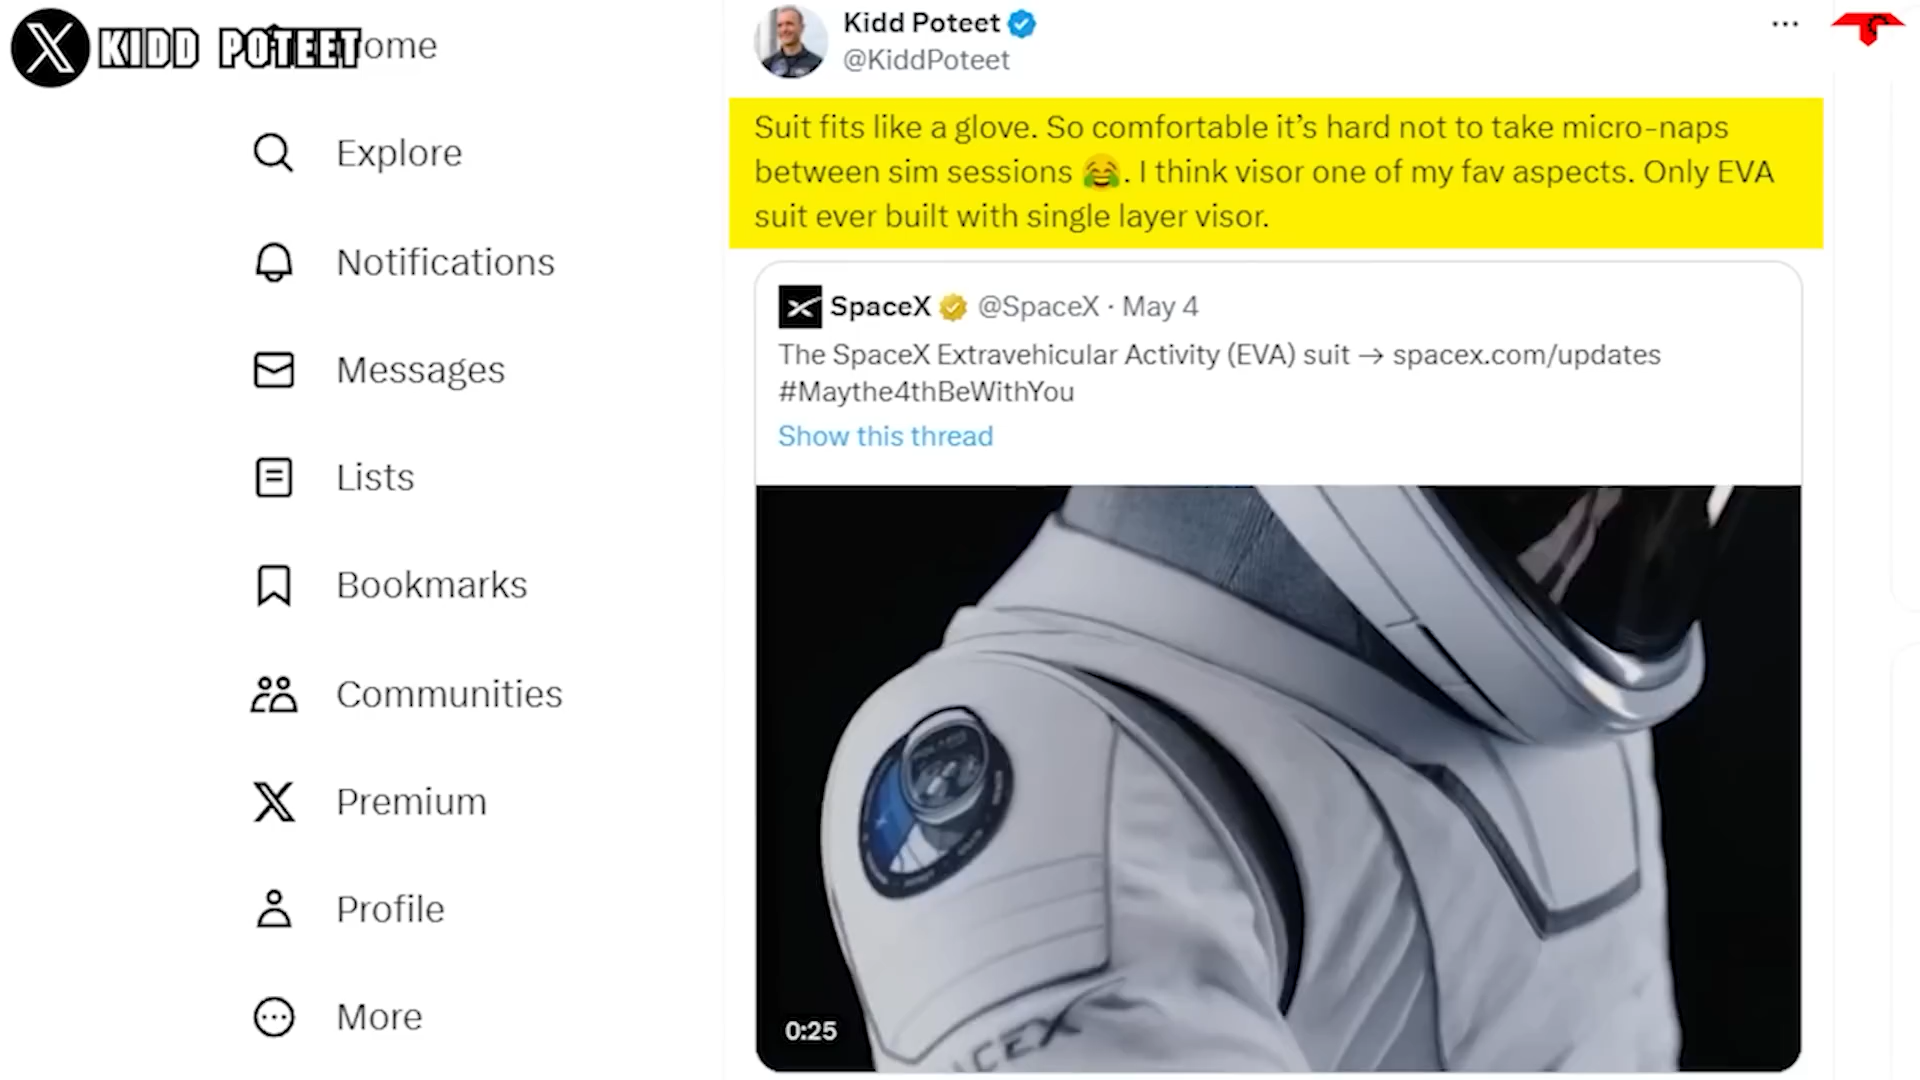 KIDD POTEET
ome
Explore
Notifications
Messages
Lists
Bookmarks
Communities
Premium
Profile
More
Kidd Poteet
@KiddPoteet
Suit fits like a glove. So comfortable it's hard not to take micro-naps
between sim sessions 😂. I think visor one of my fav aspects. Only EVA
suit ever built with single layer visor.
SpaceX @SpaceX · May 4
The SpaceX Extravehicular Activity (EVA) suit → spacex.com/updates
#Maythe4thBeWithYou
Show this thread
0:25